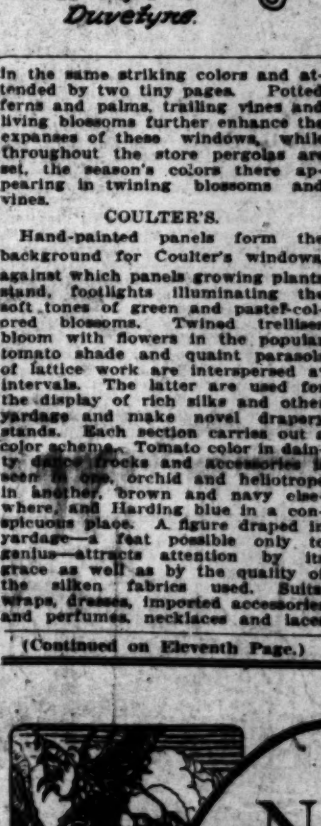 Duvetyns.
in the same striking colors and at-
tended by two tiny pages. Potted
ferns and palms, trailing vines and
living blossoms further enhance the
expanses of these windows, while
throughout the store pergolas are
set, the season's colors there ap-
pearing in twining blossoms and
vines.
COULTER'S.
Hand-painted panels form the
background for Coulter's windows
against which panels growing plants
stand, footlights illuminating the
soft tones of green and pastel-col-
ored blossoms. Twined trellises
bloom with flowers in the popular
tomato shade and quaint parasols
of lattice work are interspersed at
intervals. The latter are used for
the display of rich silks and other
yardage and make novel drapery
stands. Each section carries out a
color scheme. Tomato color in dain-
ty dance frocks and accessories is
seen in one, orchid and heliotrope
in another, brown and navy else-
where, and Harding blue in a con-
spicuous place. A figure draped in
yardage—a feat possible only to
genius—attracts attention by its
grace as well as by the quality of
the silken fabrics used. Suits
wraps, dresses, imported accessories
and perfumes, necklaces and laces
(Continued on Eleventh Page.)
N